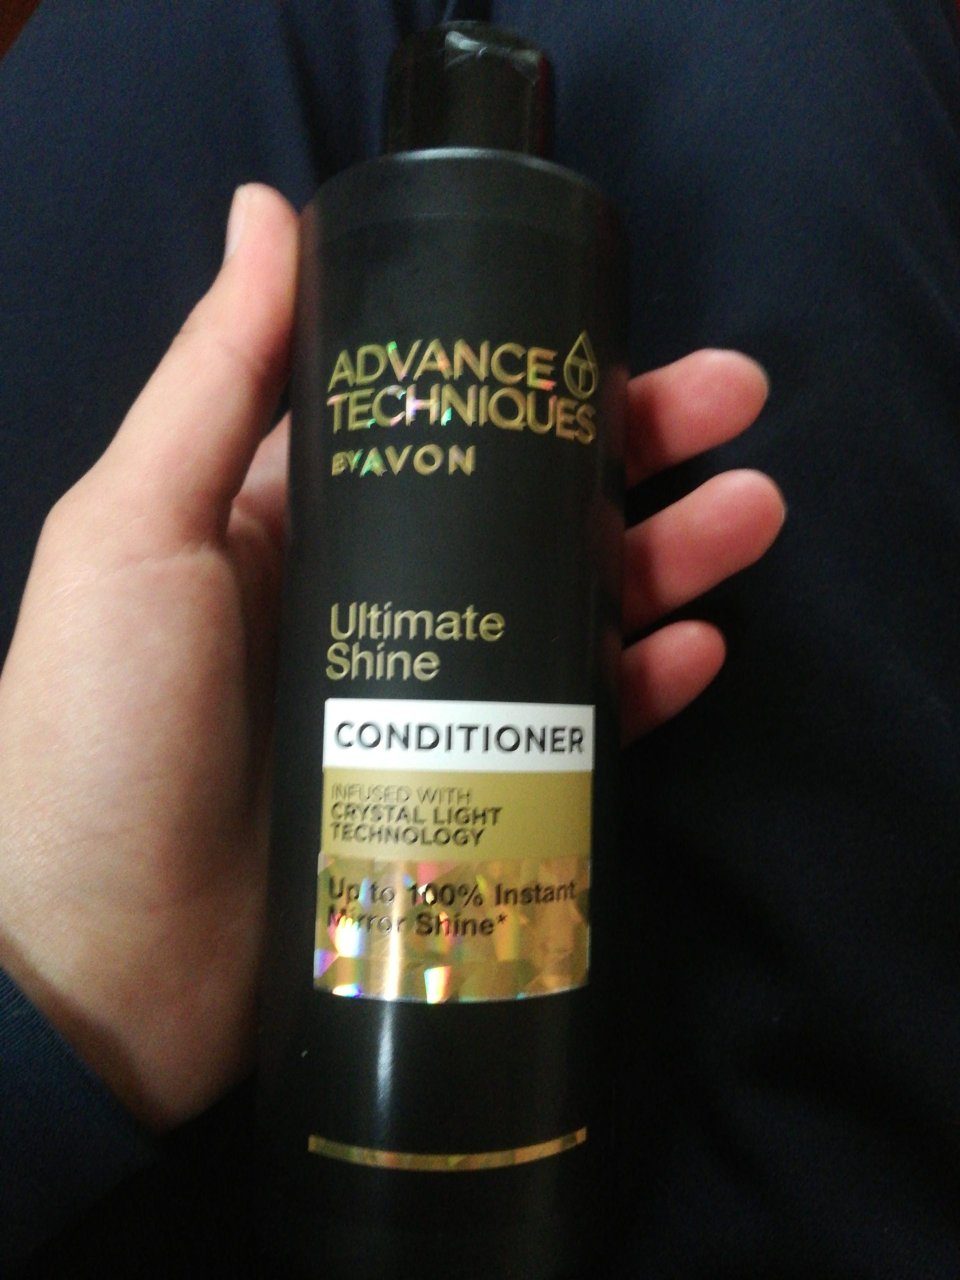 ADVANCE
TECHNIQUES
BY AVON
Ultimate
Shine
CONDITIONER
INFUSED WITH
CRYSTAL LIGHT
TECHNOLOGY
Up to 100% Instant
Mirror Shine*